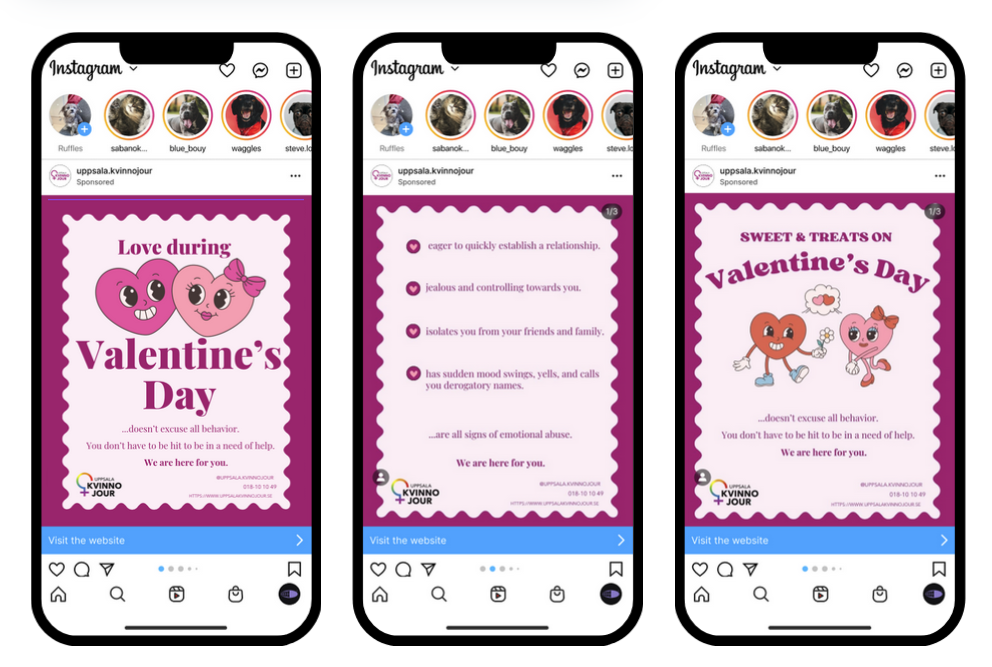 Instagram
Ruffles
sabanok...
blue_bouy
waggles
steve.lo
uppsala.kvinnojour
Sponsored
Love during
Valentine's
Day
...doesn't excuse all behavior.
You don't have to be hit to be in a need of help.
We are here for you.
UPPSALA
KVINNO
JOUR
@UPPSALA.KVINNOJOUR
018-10 10 49
HTTPS://WWW.UPPSALAKVINNOJOUR.SE
Visit the website
Instagram
Ruffles
sabanok...
blue_bouy
waggles
steve.lo
uppsala.kvinnojour
Sponsored
1/3
eager to quickly establish a relationship.
jealous and controlling towards you.
isolates you from your friends and family.
has sudden mood swings, yells, and calls
you derogatory names.
...are all signs of emotional abuse.
We are here for you.
UPPSALA
KVINNO
JOUR
@UPPSALA.KVINNOJOUR
018-10 10 49
HTTPS://WWW.UPPSALAKVINNOJOUR.SE
Visit the website
Instagram
Ruffles
sabanok...
blue_bouy
waggles
steve.lo
uppsala.kvinnojour
Sponsored
1/3
SWEET & TREATS ON
Valentine's Day
...doesn't excuse all behavior.
You don't have to be hit to be in a need of help.
We are here for you.
UPPSALA
KVINNO
JOUR
@UPPSALA.KVINNOJOUR
018-10 10 49
HTTPS://WWW.UPPSALAKVINNOJOUR.SE
Visit the website